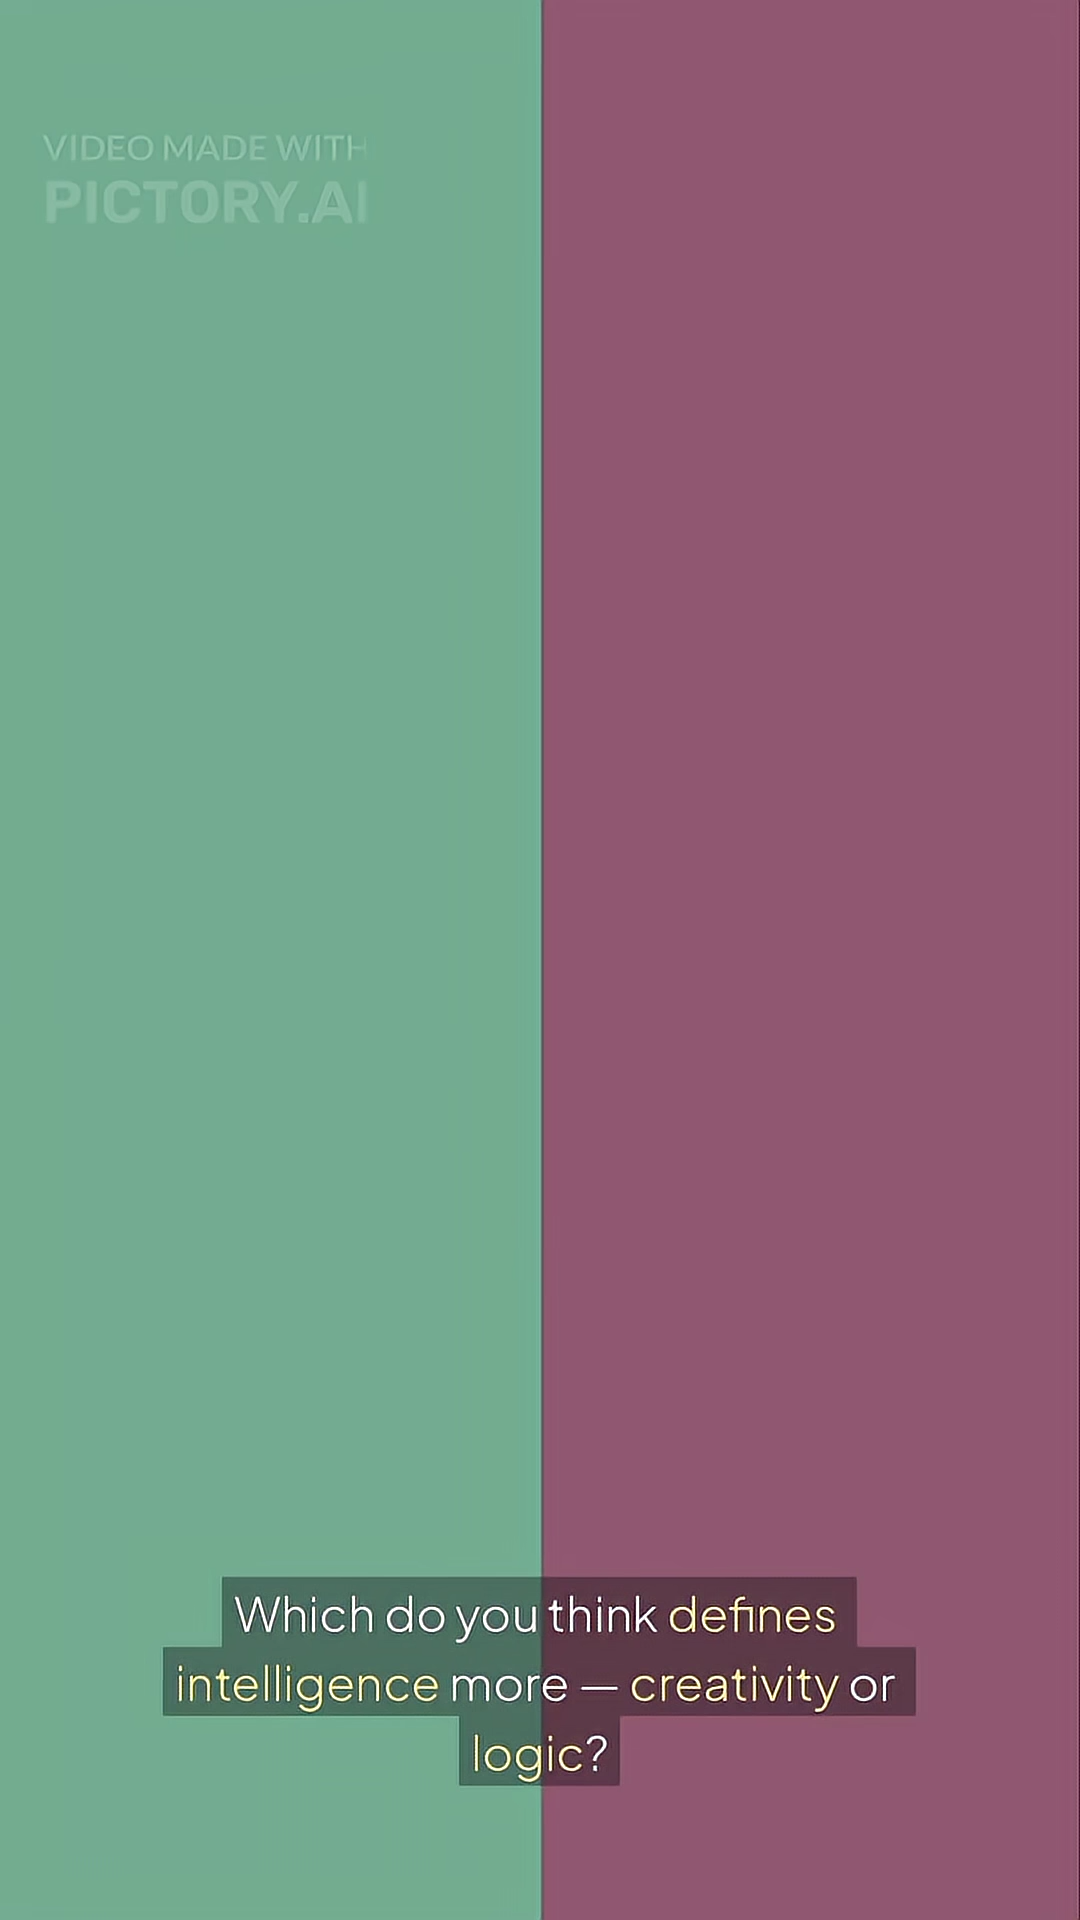 VIDEO MADE WITH
PICTORY.AI
Which do you think defines
intelligence more — creativity or
logic?